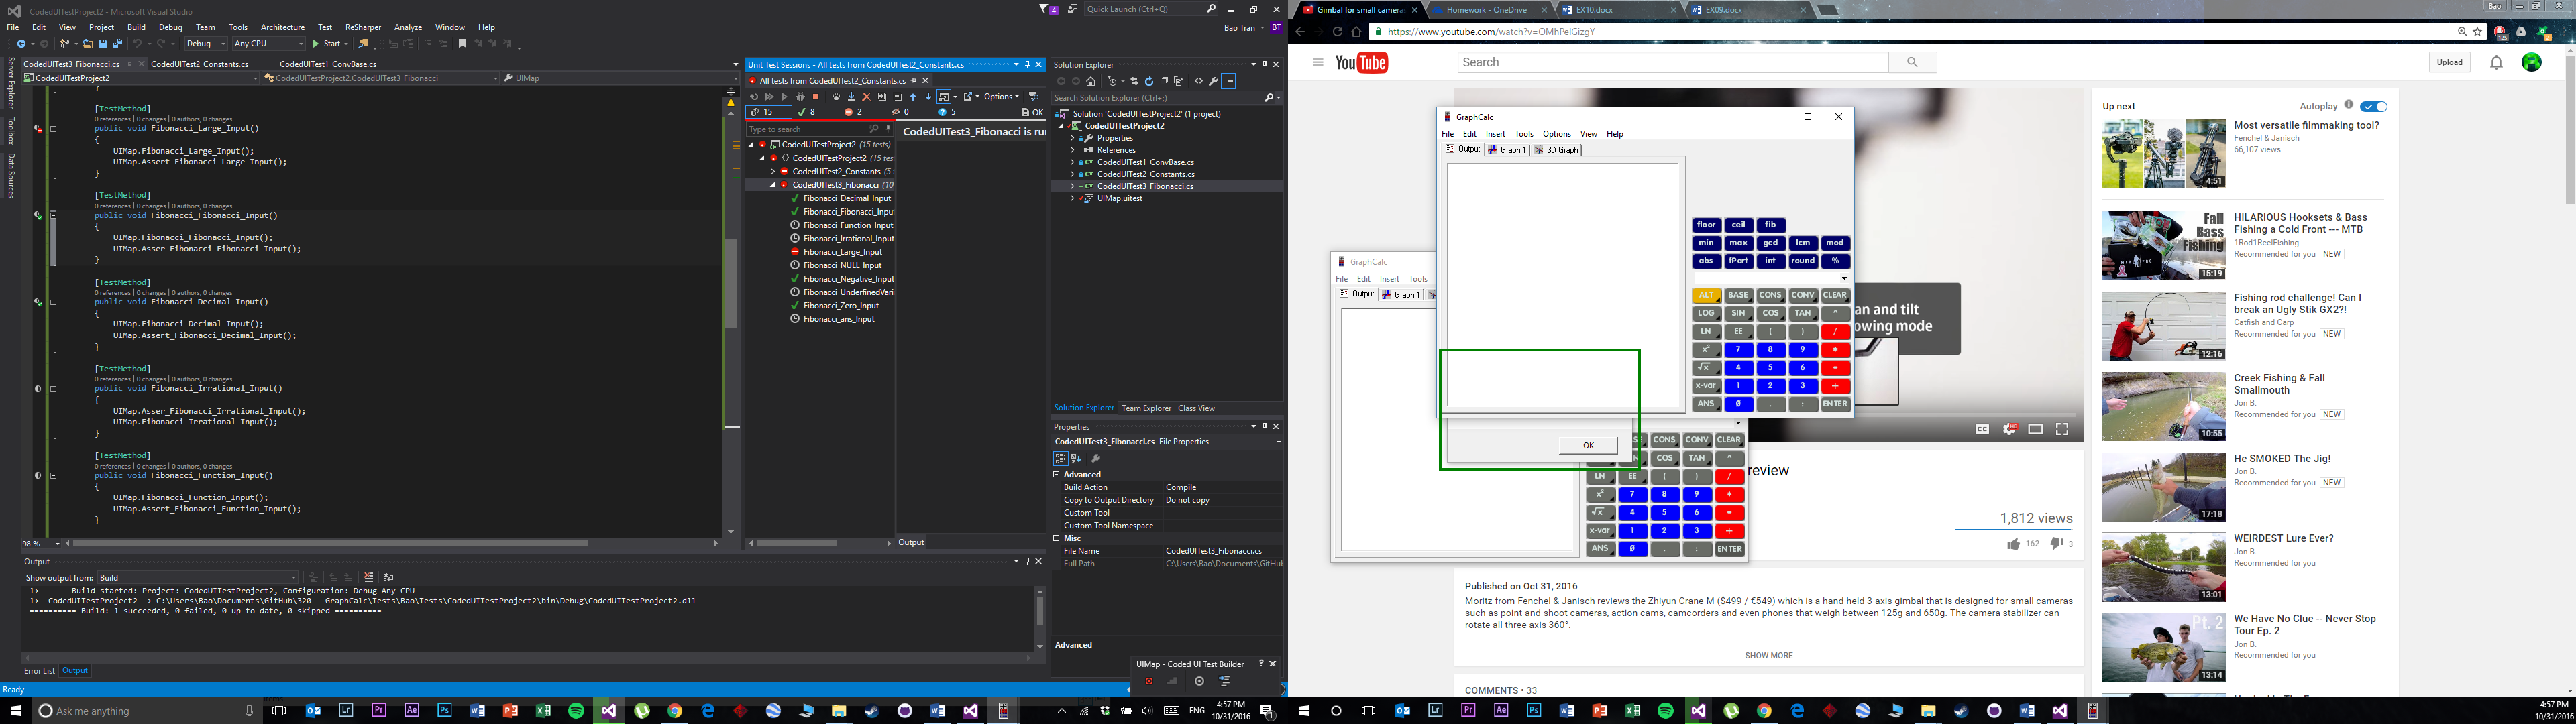 CodedUITestProject2 - Microsoft Visual Studio
4
Quick Launch (Ctrl+Q)
File Edit View Project Build Debug Team Tools Architecture Test ReSharper Analyze Window Help
Bao Tran BT
Debug Any CPU Start
CodedUITest3_Fibonacci.cs CodedUITest2_Constants.cs CodedUITest1_ConvBase.cs
CodedUITestProject2 CodedUITestProject2.CodedUITest3_Fibonacci UIMap
Server Explorer
Toolbox
Data Sources
}
[TestMethod]
0 references | 0 changes | 0 authors, 0 changes
public void Fibonacci_Large_Input()
{
UIMap.Fibonacci_Large_Input();
UIMap.Assert_Fibonacci_Large_Input();
}
[TestMethod]
0 references | 0 changes | 0 authors, 0 changes
public void Fibonacci_Fibonacci_Input()
{
UIMap.Fibonacci_Fibonacci_Input();
UIMap.Asser_Fibonacci_Fibonacci_Input();
}
[TestMethod]
0 references | 0 changes | 0 authors, 0 changes
public void Fibonacci_Decimal_Input()
{
UIMap.Fibonacci_Decimal_Input();
UIMap.Assert_Fibonacci_Decimal_Input();
}
[TestMethod]
0 references | 0 changes | 0 authors, 0 changes
public void Fibonacci_Irrational_Input()
{
UIMap.Asser_Fibonacci_Irrational_Input();
UIMap.Fibonacci_Irrational_Input();
}
[TestMethod]
0 references | 0 changes | 0 authors, 0 changes
public void Fibonacci_Function_Input()
{
UIMap.Fibonacci_Function_Input();
UIMap.Assert_Fibonacci_Function_Input();
}
98 %
Output
Show output from: Build
1>------ Build started: Project: CodedUITestProject2, Configuration: Debug Any CPU ------
1> CodedUITestProject2 -> C:\Users\Bao\Documents\GitHub\320---GraphCalc\Tests\Bao\Tests\CodedUITestProject2\bin\Debug\CodedUITestProject2.dll
========== Build: 1 succeeded, 0 failed, 0 up-to-date, 0 skipped ==========
Error List Output
Ready
Unit Test Sessions - All tests from CodedUITest2_Constants.cs
All tests from CodedUITest2_Constants.cs
Options
15 8 2 0 5 OK
Type to search
CodedUITest3_Fibonacci is ru
CodedUITestProject2 (15 tests)
CodedUITestProject2 (15 tes
CodedUITest2_Constants (5
CodedUITest3_Fibonacci (10
Fibonacci_Decimal_Input
Fibonacci_Fibonacci_Input
Fibonacci_Function_Input
Fibonacci_Irrational_Input
Fibonacci_Large_Input
Fibonacci_NULL_Input
Fibonacci_Negative_Input
Fibonacci_UndefinedVari
Fibonacci_Zero_Input
Fibonacci_ans_Input
Output
Solution Explorer
Search Solution Explorer (Ctrl+;)
Solution 'CodedUITestProject2' (1 project)
CodedUITestProject2
Properties
References
CodedUITest1_ConvBase.cs
CodedUITest2_Constants.cs
CodedUITest3_Fibonacci.cs
UIMap.uitest
Solution Explorer Team Explorer Class View
Properties
CodedUITest3_Fibonacci.cs File Properties
Advanced
Build Action Compile
Copy to Output Directory Do not copy
Custom Tool
Custom Tool Namespace
Misc
File Name CodedUITest3_Fibonacci.cs
Full Path C:\Users\Bao\Documents\GitHub
Advanced
UIMap - Coded UI Test Builder
Ask me anything
ENG
4:57 PM
10/31/2016
Gimbal for small camera Homework - OneDrive EX10.docx EX09.docx
Bao
https://www.youtube.com/watch?v=OMhPelGizgY
YouTube
Search
Upload
GraphCalc
File Edit Insert Tools Options View Help
Output Graph 1 3D Graph
floor ceil fib
min max gcd lcm mod
abs fPart int round %
ALT BASE CONS CONV CLEAR
LOG SIN COS TAN ^
LN EE ( ) /
x² 7 8 9 *
√x 4 5 6 -
x-var 1 2 3 +
ANS 0 . : ENTER
GraphCalc
File Edit Insert Tools
Output Graph 1
OK
CONS CONV CLEAR
COS TAN ^
LN EE ( ) /
x² 7 8 9 *
√x 4 5 6 -
x-var 1 2 3 +
ANS 0 . : ENTER
an and tilt
owing mode
CC
HD
review
1,812 views
162 3
Published on Oct 31, 2016
Moritz from Fenchel & Janisch reviews the Zhiyun Crane-M ($499 / €549) which is a hand-held 3-axis gimbal that is designed for small cameras
such as point-and-shoot cameras, action cams, camcorders and even phones that weigh between 125g and 650g. The camera stabilizer can
rotate all three axis 360°.
SHOW MORE
COMMENTS • 33
Up next
Autoplay
Most versatile filmmaking tool?
Fenchel & Janisch
66,107 views
4:51
HILARIOUS Hooksets & Bass
Fishing a Cold Front --- MTB
1Rod1ReelFishing
Recommended for you NEW
Fall
Bass
Fishing
15:19
Fishing rod challenge! Can I
break an Ugly Stik GX2?!
Catfish and Carp
Recommended for you NEW
12:16
Creek Fishing & Fall
Smallmouth
Jon B.
Recommended for you NEW
10:55
He SMOKED The Jig!
Jon B.
Recommended for you NEW
17:18
WEIRDEST Lure Ever?
Jon B.
Recommended for you
13:01
We Have No Clue -- Never Stop
Tour Ep. 2
Jon B.
Recommended for you
Pt. 2
13:14
4:57 PM
10/31/2016